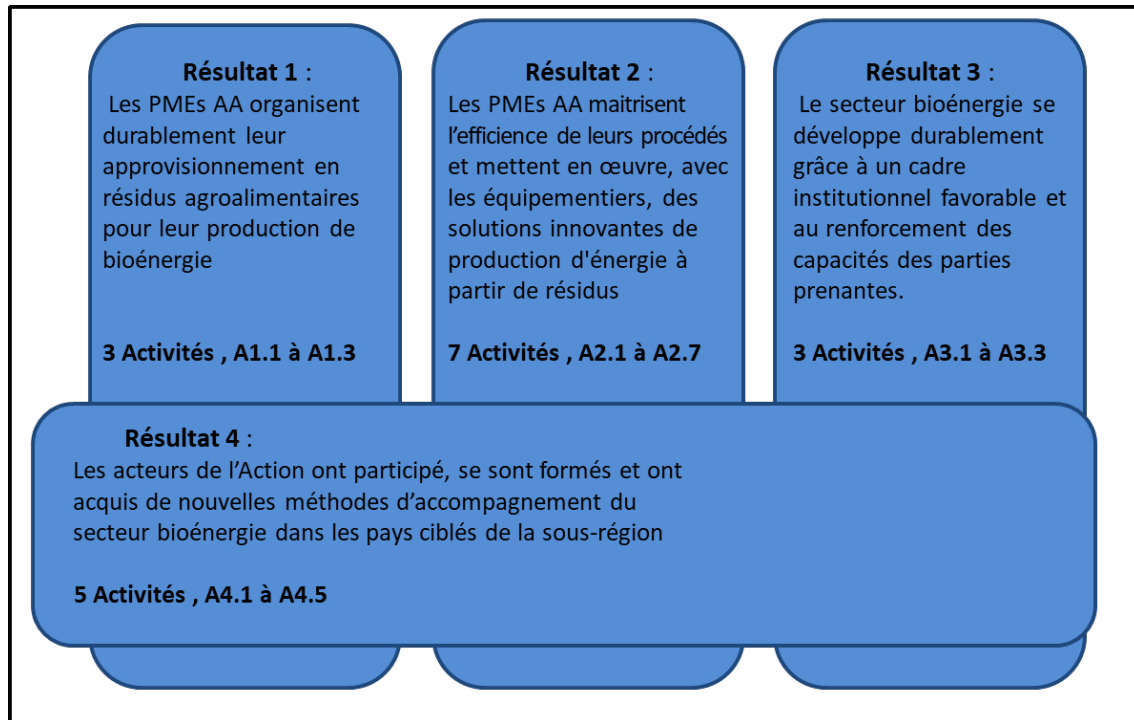 Résultat 1 :
Les PMEs AA organisent
durablement leur
approvisionnement en
résidus agroalimentaires
pour leur production de
bioénergie
3 Activités , A1.1 à A1.3
Résultat 2 :
Les PMEs AA maitrisent
l’efficience de leurs procédés
et mettent en œuvre, avec
les équipementiers, des
solutions innovantes de
production d'énergie à
partir de résidus
7 Activités , A2.1 à A2.7
Résultat 3 :
Le secteur bioénergie se
développe durablement
grâce à un cadre
institutionnel favorable et
au renforcement des
capacités des parties
prenantes.
3 Activités , A3.1 à A3.3
Résultat 4 :
Les acteurs de l’Action ont participé, se sont formés et ont
acquis de nouvelles méthodes d’accompagnement du
secteur bioénergie dans les pays ciblés de la sous-région
5 Activités , A4.1 à A4.5